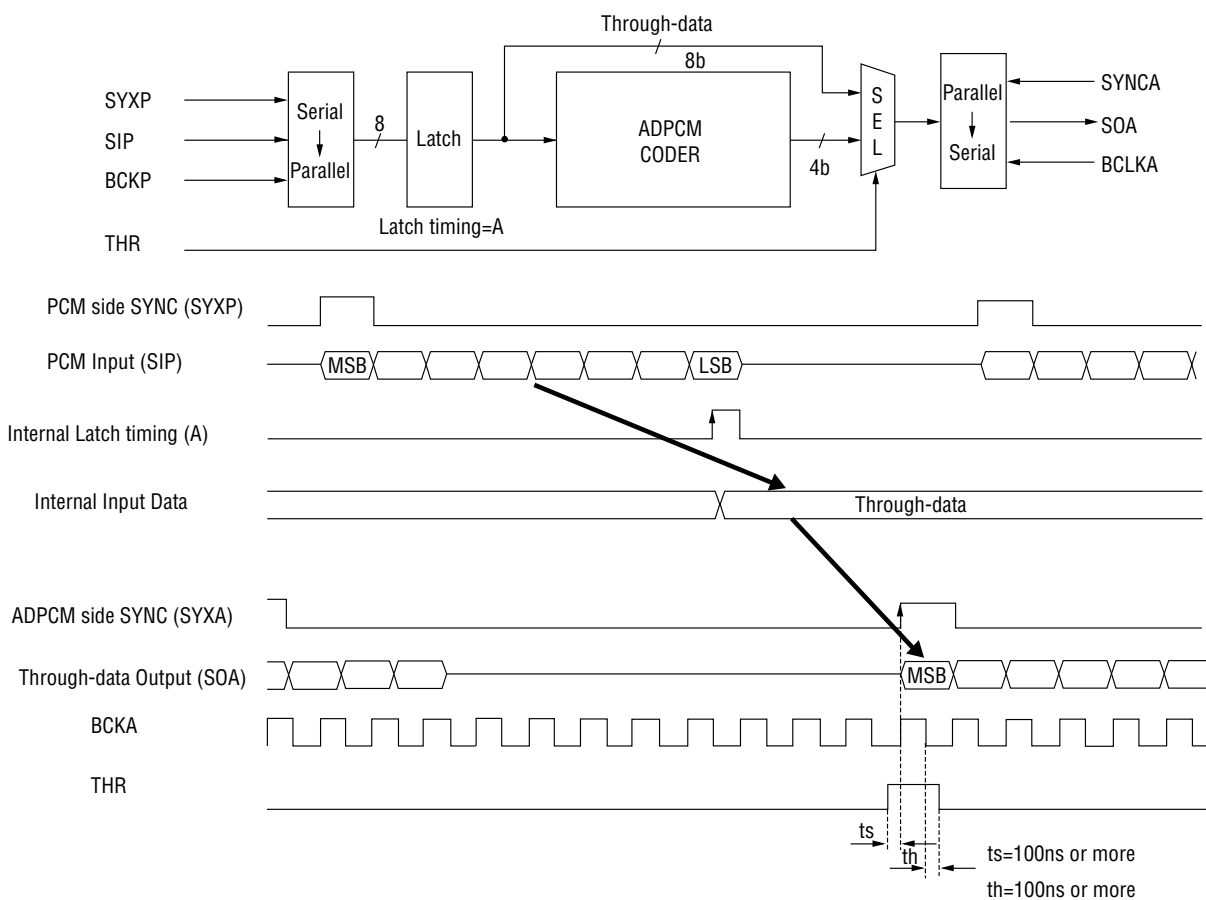 Through-data
8b
SYXP
SIP
BCKP
THR
Serial
Parallel
8
Latch
Latch timing=A
ADPCM
CODER
4b
S
E
L
Parallel
Serial
SYNCA
SOA
BCLKA
PCM side SYNC (SYXP)
PCM Input (SIP)
MSB
LSB
Internal Latch timing (A)
Internal Input Data
Through-data
ADPCM side SYNC (SYXA)
Through-data Output (SOA)
MSB
BCKA
THR
ts
th
ts=100ns or more
th=100ns or more